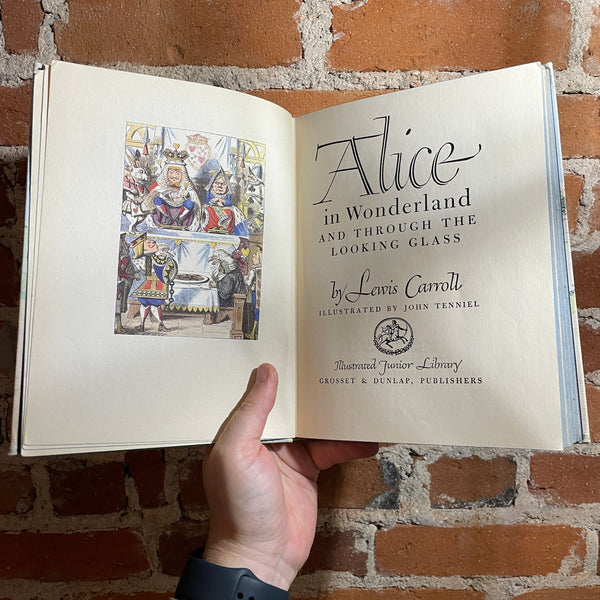 Alice
in Wonderland
AND THROUGH THE
LOOKING GLASS
by Lewis Carroll
ILLUSTRATED BY JOHN TENNIEL
Illustrated Junior Library
GROSSET & DUNLAP, PUBLISHERS